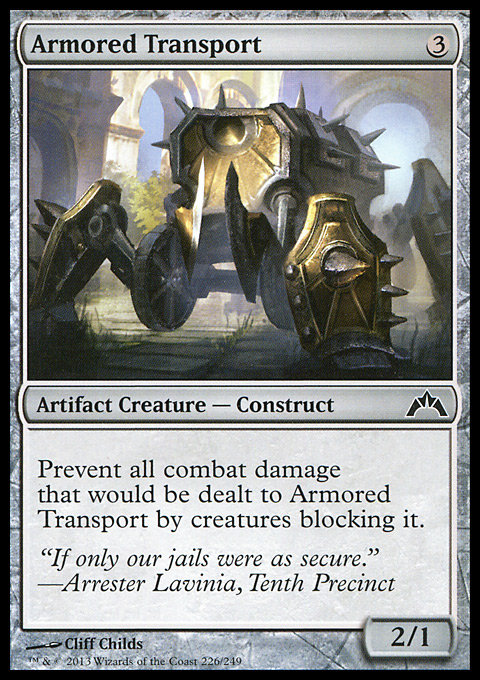 Armored Transport
3
Artifact Creature — Construct
Prevent all combat damage
that would be dealt to Armored
Transport by creatures blocking it.
“If only our jails were as secure.”
—Arrester Lavinia, Tenth Precinct
2/1
Cliff Childs
™ & © 2013 Wizards of the Coast 226/249